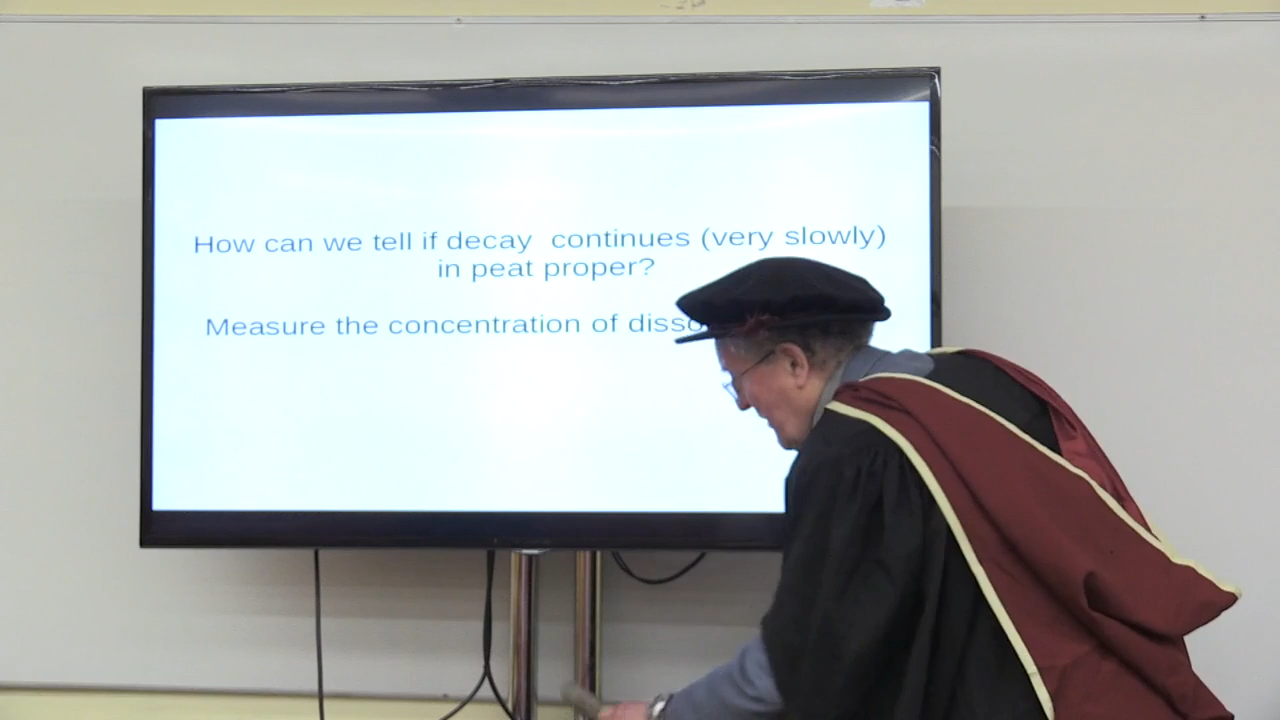 How can we tell if decay  continues (very slowly)
in peat proper?
Measure the concentration of disso